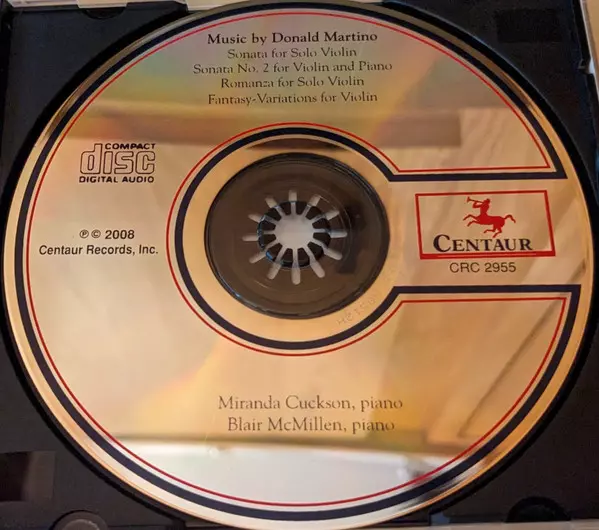 Music by Donald Martino
Sonata for Solo Violin
Sonata No. 2 for Violin and Piano
Romanza for Solo Violin
Fantasy-Variations for Violin
COMPACT
disc
DIGITAL AUDIO
℗ © 2008
Centaur Records, Inc.
CENTAUR
CRC 2955
Miranda Cuckson, piano
Blair McMillen, piano